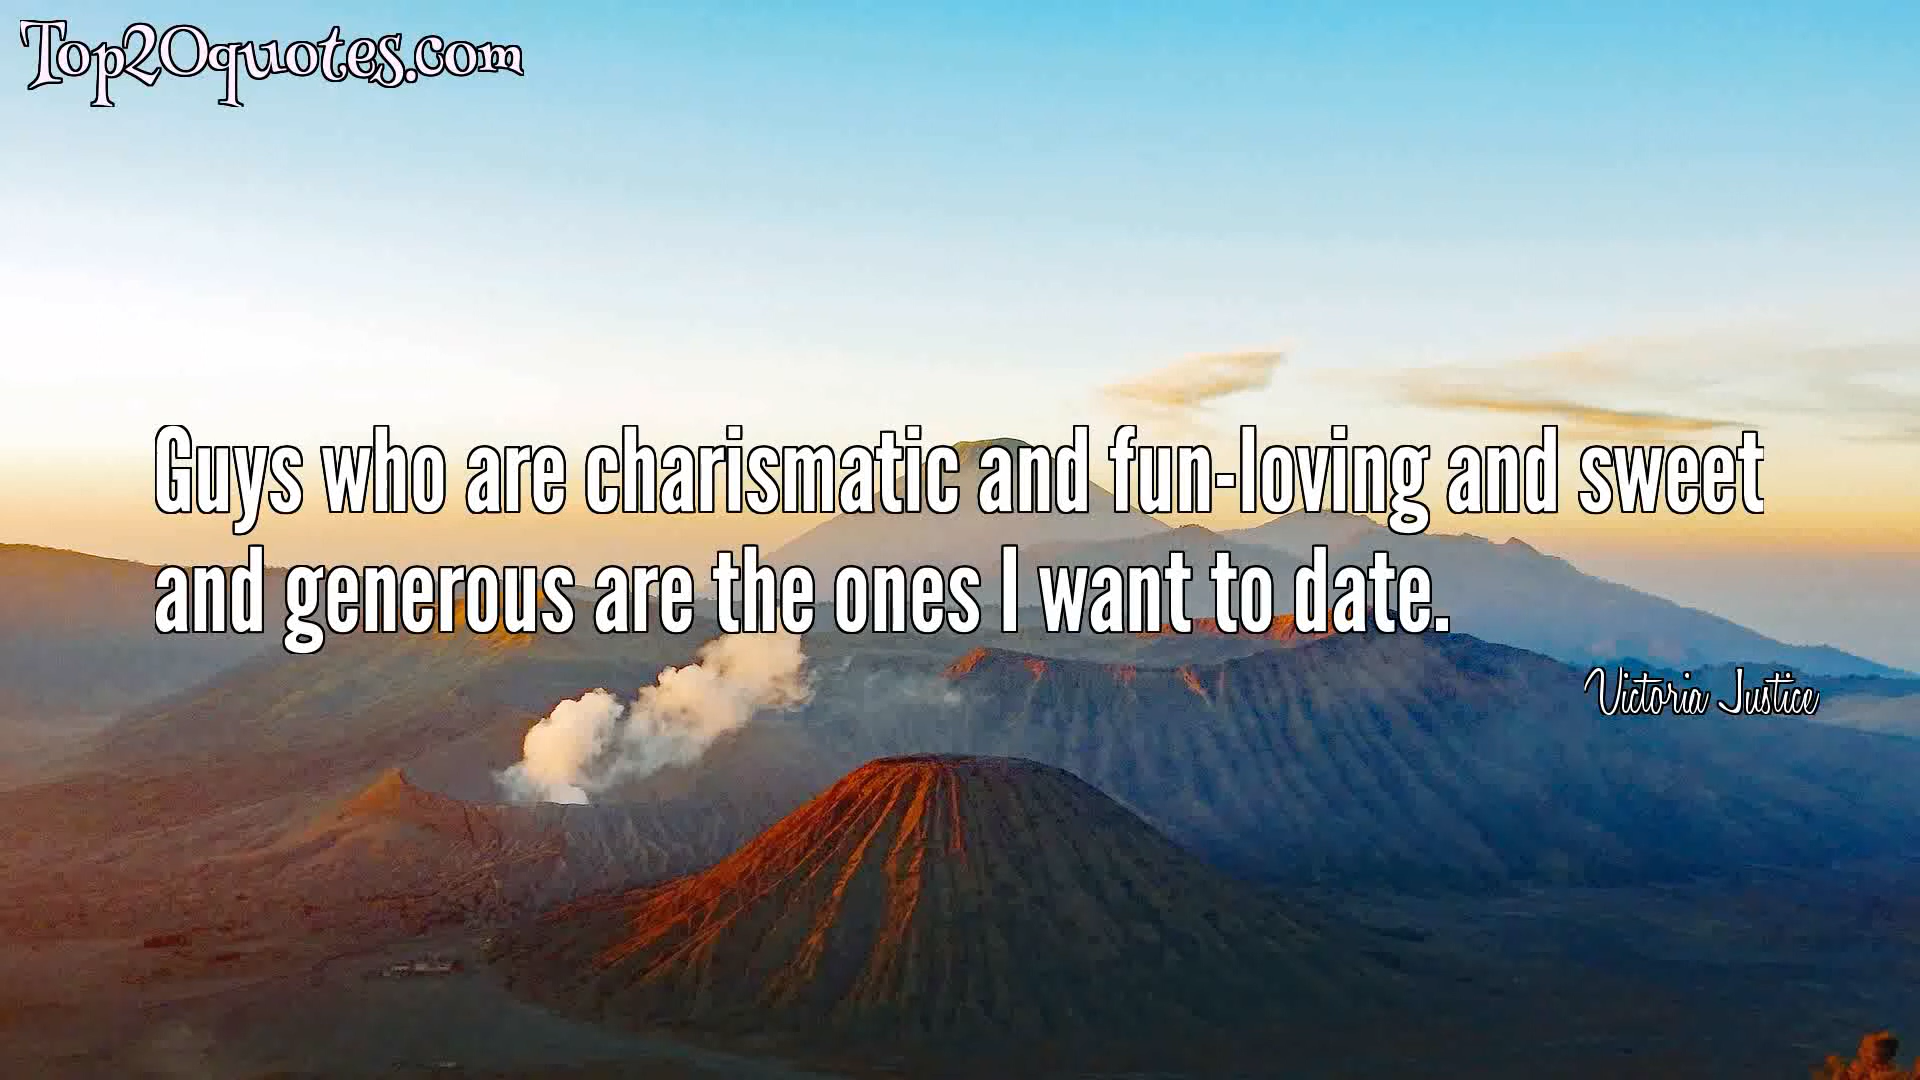 Top20quotes.com
Guys who are charismatic and fun-loving and sweet
and generous are the ones I want to date.
Victoria Justice